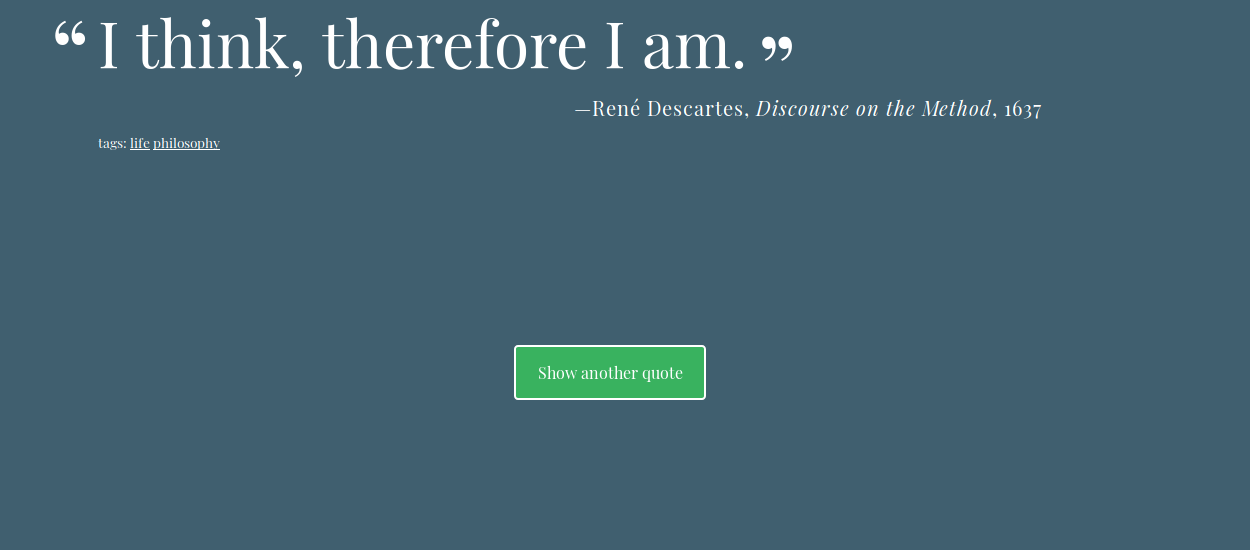 “ I think, therefore I am. ”
—René Descartes, Discourse on the Method, 1637
tags: life philosophy
Show another quote